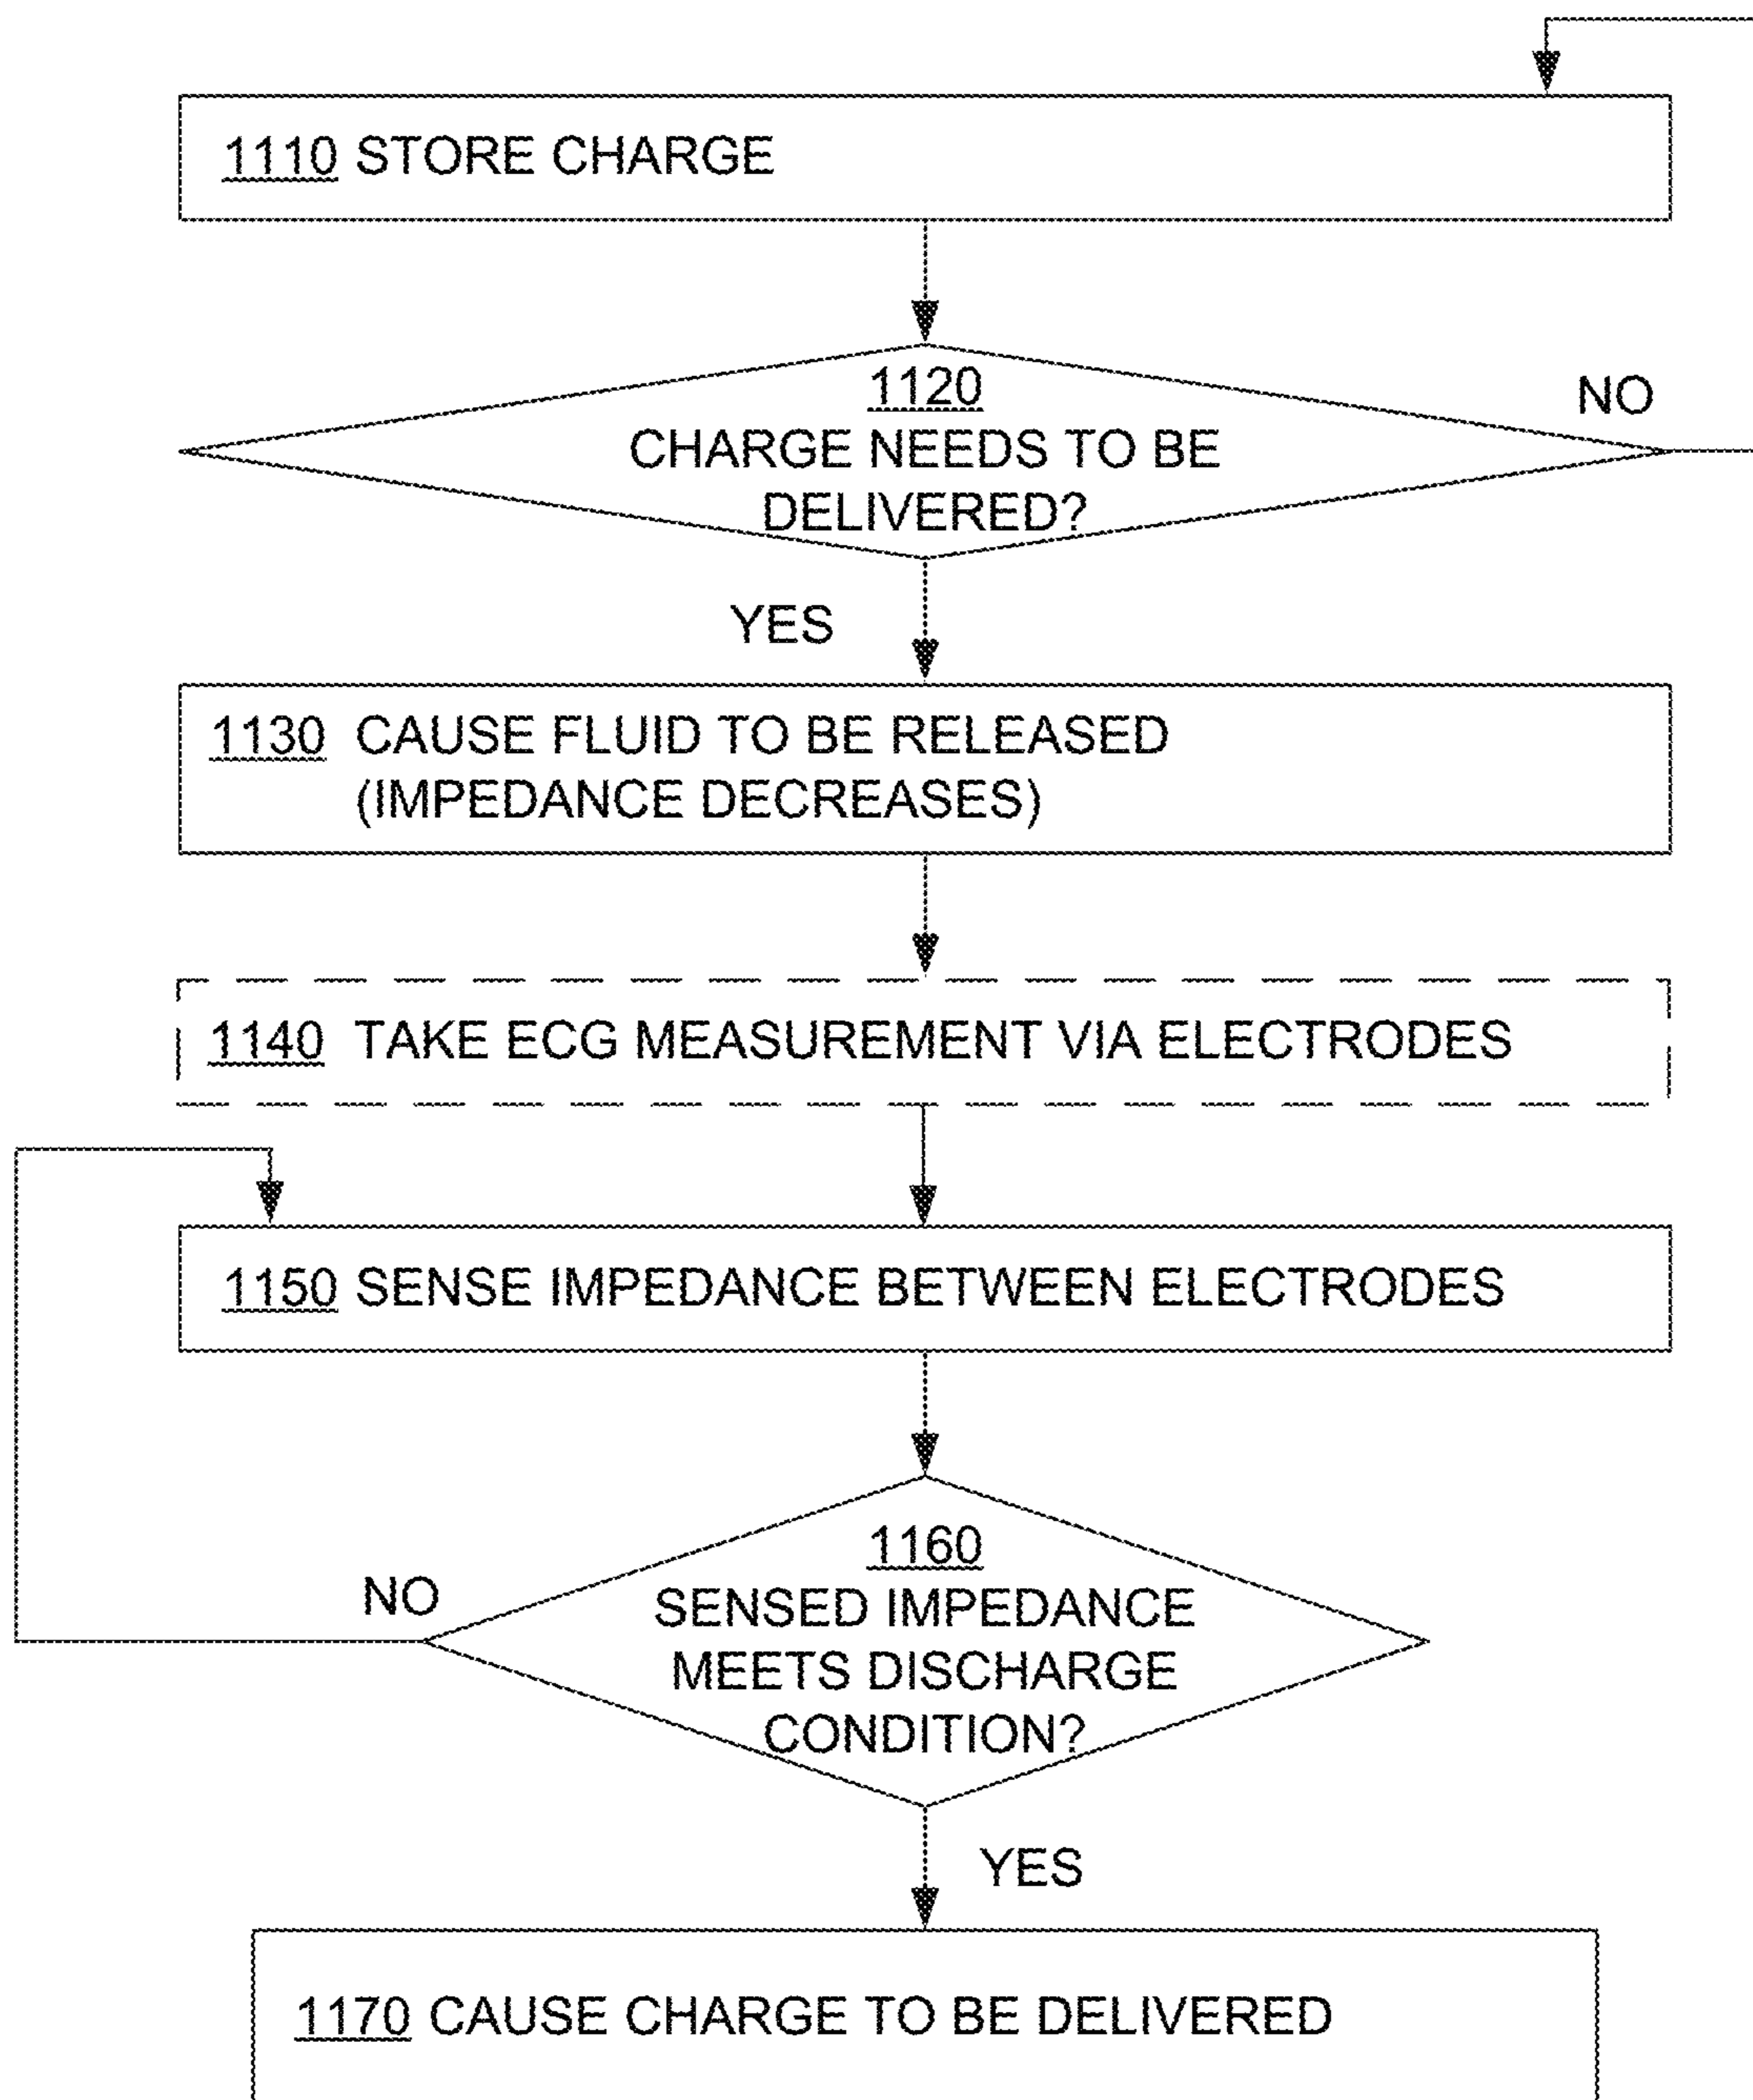 1110 STORE CHARGE
1120
NO
CHARGE NEEDS TO BE
DELIVERED?
YES
1130 CAUSE FLUID TO BE RELEASED
(IMPEDANCE DECREASES)
1140 TAKE ECG MEASUREMENT VIA ELECTRODES
1150 SENSE IMPEDANCE BETWEEN ELECTRODES
1160
NO
SENSED IMPEDANCE
MEETS DISCHARGE
CONDITION?
YES
1170 CAUSE CHARGE TO BE DELIVERED